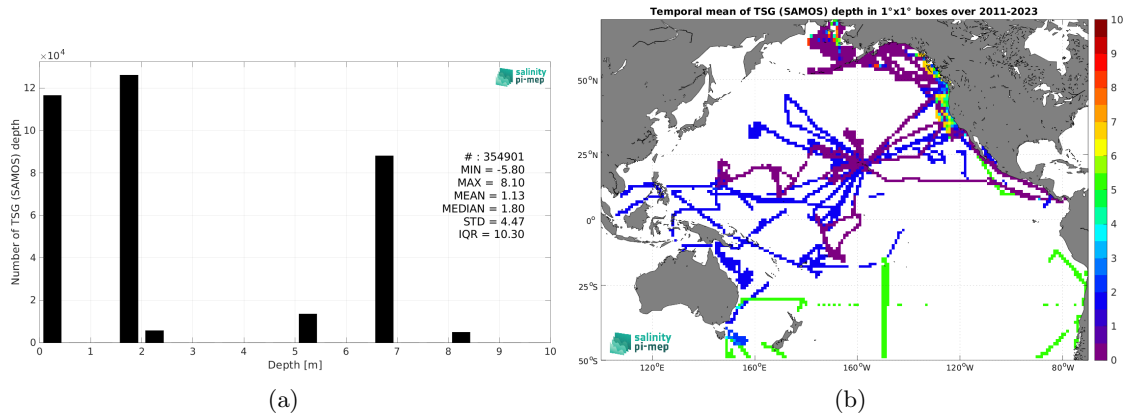 ×10⁴
12
10
8
6
4
2
0
0 1 2 3 4 5 6 7 8 9 10
Number of TSG (SAMOS) depth
Depth [m]
salinity
pi-mep
# : 354901
MIN = -5.80
MAX = 8.10
MEAN = 1.13
MEDIAN = 1.80
STD = 4.47
IQR = 10.30
(a)
Temporal mean of TSG (SAMOS) depth in 1°x1° boxes over 2011-2023
50°N
25°N
0°
25°S
50°S
120°E 160°E 160°W 120°W 80°W
salinity
pi-mep
10
9
8
7
6
5
4
3
2
1
0
(b)